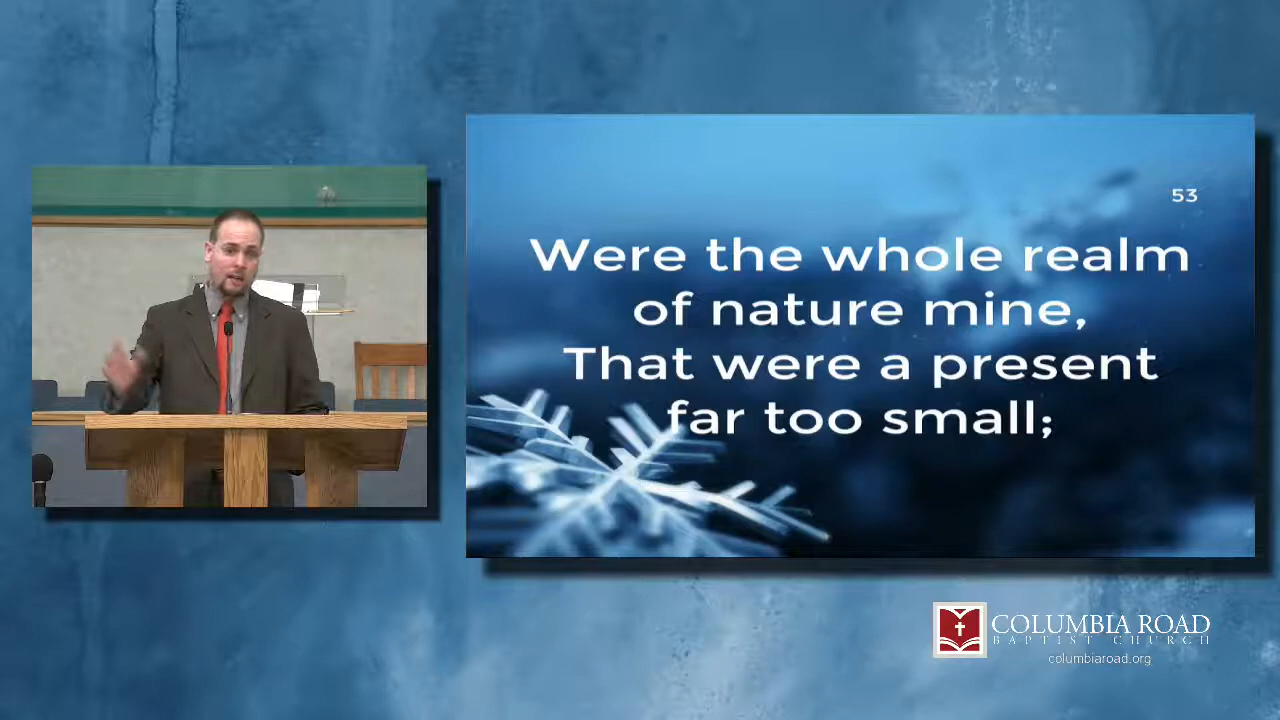 53
Were the whole realm
of nature mine,
That were a present
far too small;
COLUMBIA ROAD
BAPTIST CHURCH
columbiaroad.org